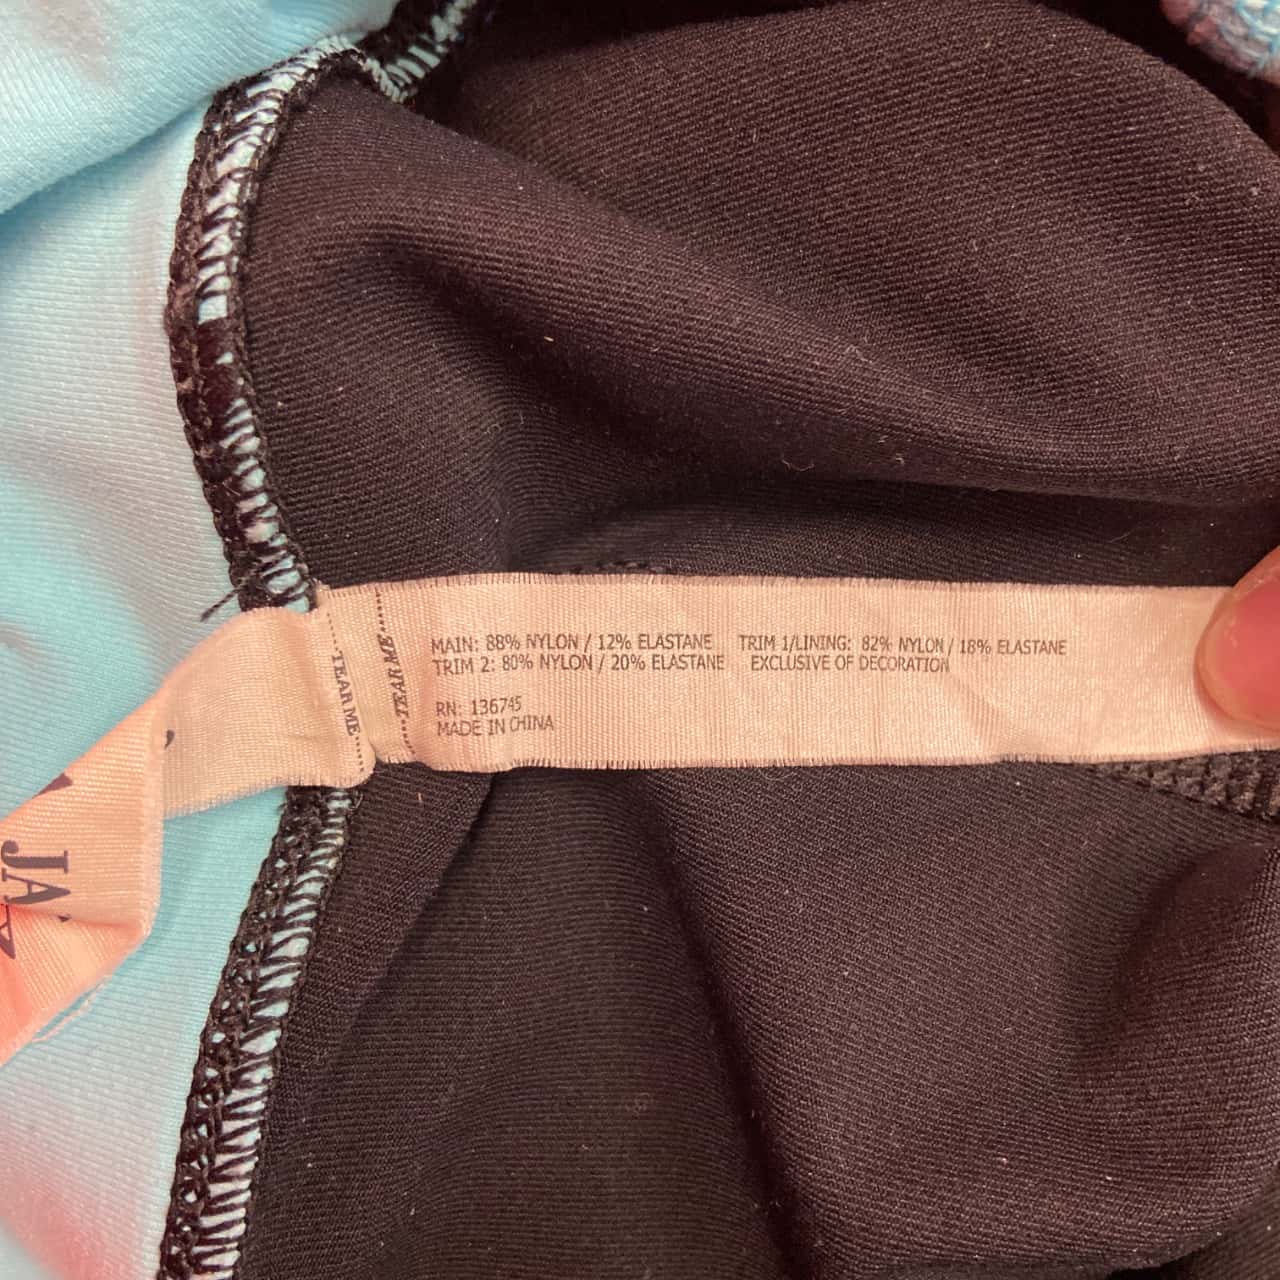 MAIN: 88% NYLON / 12% ELASTANE TRIM 1/LINING: 82% NYLON / 18% ELASTANE
TRIM 2: 80% NYLON / 20% ELASTANE EXCLUSIVE OF DECORATION
RN: 136745
MADE IN CHINA
TEAR ME
TEAR ME